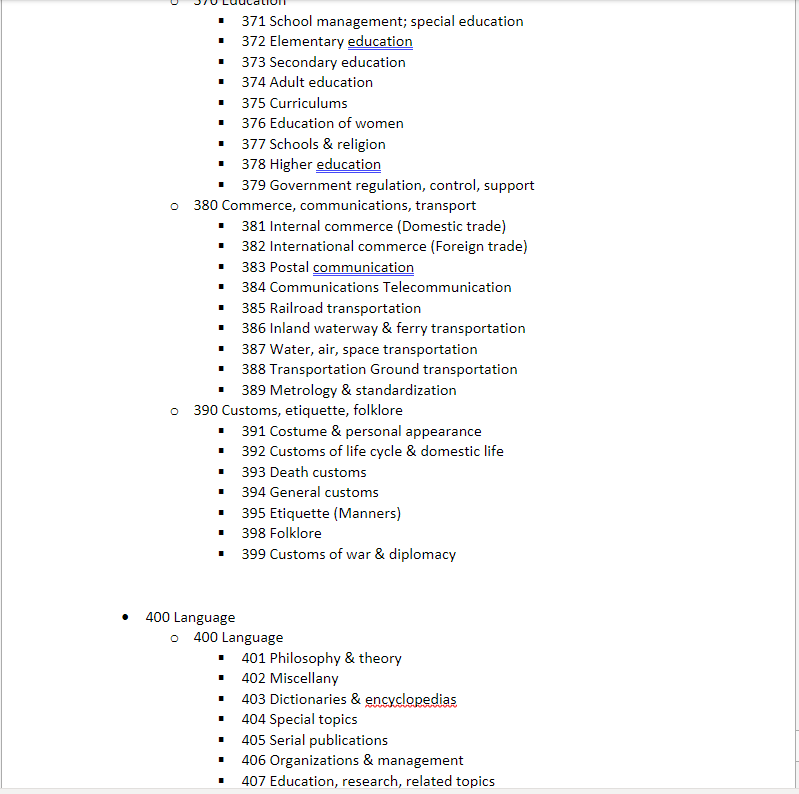 370 Education
371 School management; special education
372 Elementary education
373 Secondary education
374 Adult education
375 Curriculums
376 Education of women
377 Schools & religion
378 Higher education
379 Government regulation, control, support
380 Commerce, communications, transport
381 Internal commerce (Domestic trade)
382 International commerce (Foreign trade)
383 Postal communication
384 Communications Telecommunication
385 Railroad transportation
386 Inland waterway & ferry transportation
387 Water, air, space transportation
388 Transportation Ground transportation
389 Metrology & standardization
390 Customs, etiquette, folklore
391 Costume & personal appearance
392 Customs of life cycle & domestic life
393 Death customs
394 General customs
395 Etiquette (Manners)
398 Folklore
399 Customs of war & diplomacy
400 Language
400 Language
401 Philosophy & theory
402 Miscellany
403 Dictionaries & encyclopedias
404 Special topics
405 Serial publications
406 Organizations & management
407 Education, research, related topics